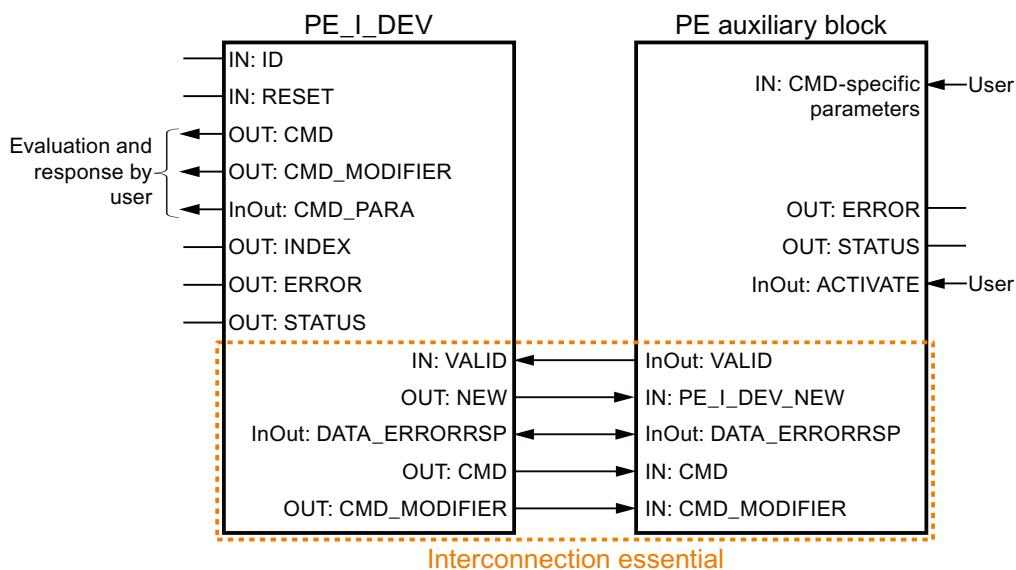 PE_I_DEV
PE auxiliary block
IN: ID
IN: RESET
OUT: CMD
OUT: CMD_MODIFIER
InOut: CMD_PARA
OUT: INDEX
OUT: ERROR
OUT: STATUS
Evaluation and
response by
user
IN: CMD-specific
parameters
User
OUT: ERROR
OUT: STATUS
InOut: ACTIVATE
User
IN: VALID
InOut: VALID
OUT: NEW
IN: PE_I_DEV_NEW
InOut: DATA_ERRORRSP
InOut: DATA_ERRORRSP
OUT: CMD
IN: CMD
OUT: CMD_MODIFIER
IN: CMD_MODIFIER
Interconnection essential